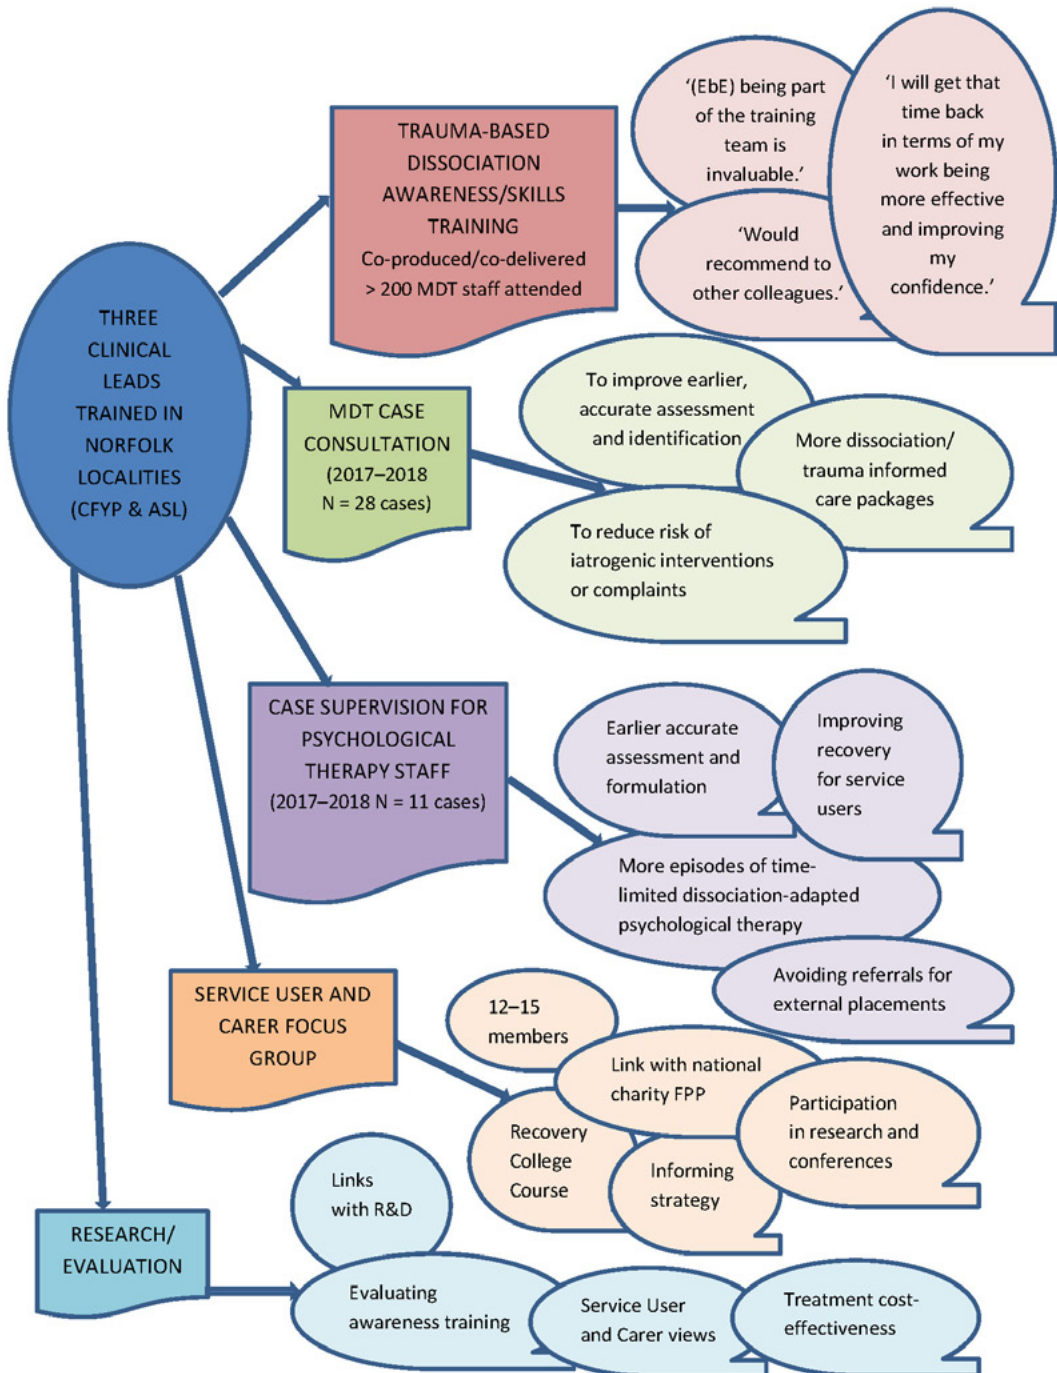 THREE
CLINICAL
LEADS
TRAINED IN
NORFOLK
LOCALITIES
(CFYP & ASL)
TRAUMA-BASED
DISSOCIATION
AWARENESS/SKILLS
TRAINING
Co-produced/co-delivered
> 200 MDT staff attended
‘(EbE) being part
of the training
team is
invaluable.’
‘I will get that
time back
in terms of my
work being
more effective
and improving
my
confidence.’
‘Would
recommend to
other colleagues.’
MDT CASE
CONSULTATION
(2017–2018
N = 28 cases)
To improve earlier,
accurate assessment
and identification
More dissociation/
trauma informed
care packages
To reduce risk of
iatrogenic interventions
or complaints
CASE SUPERVISION FOR
PSYCHOLOGICAL
THERAPY STAFF
(2017–2018 N = 11 cases)
Earlier accurate
assessment and
formulation
Improving
recovery
for service
users
More episodes of time-
limited dissociation-adapted
psychological therapy
Avoiding referrals for
external placements
SERVICE USER AND
CARER FOCUS
GROUP
12–15
members
Link with national
charity FPP
Recovery
College
Course
Informing
strategy
Participation
in research and
conferences
RESEARCH/
EVALUATION
Links
with R&D
Evaluating
awareness training
Service User
and Carer views
Treatment cost-
effectiveness